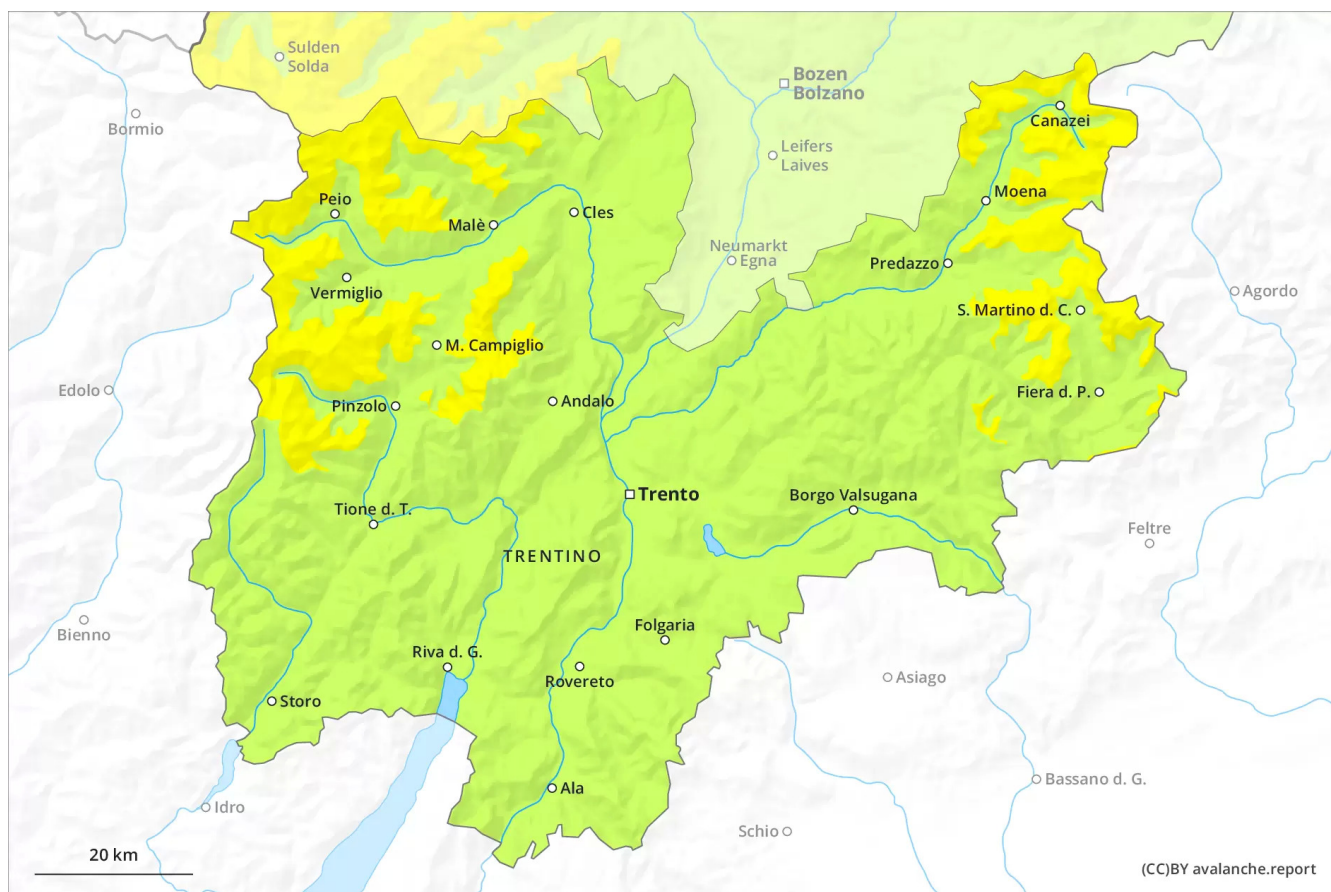 Sulden
Solda
Bozen
Bolzano
Bormio
Canazei
Leifers
Laives
Peio
Moena
Malè
Cles
Neumarkt
Egna
Predazzo
Vermiglio
Agordo
S. Martino d. C.
M. Campiglio
Edolo
Pinzolo
Andalo
Fiera d. P.
Trento
Borgo Valsugana
Tione d. T.
Feltre
TRENTINO
Bienno
Folgaria
Riva d. G.
Rovereto
Asiago
Storo
Bassano d. G.
Ala
Idro
Schio
20 km
(CC)BY avalanche.report